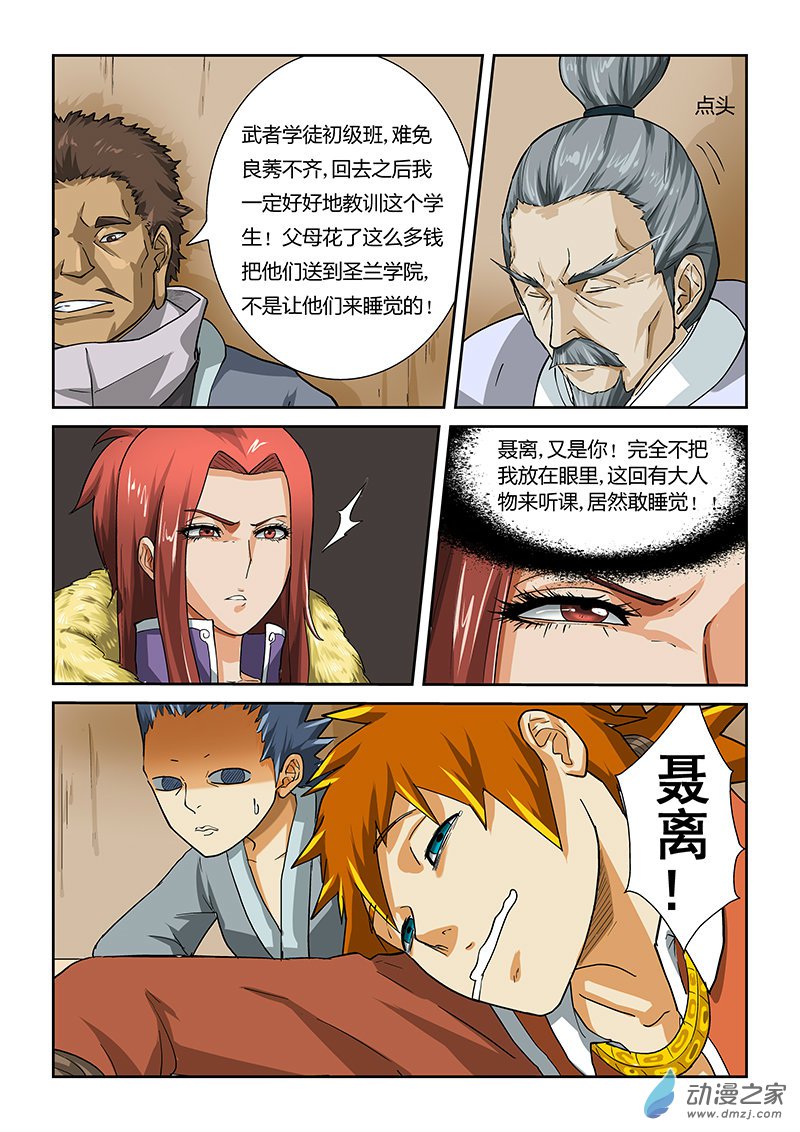 武者学徒初级班,难免
良莠不齐,回去之后我
一定好好地教训这个学
生!父母花了这么多钱
把他们送到圣兰学院,
不是让他们来睡觉的!
点头
聂离,又是你!完全不把
我放在眼里,这回有大人
物来听课,居然敢睡觉!!
聂离!
动漫之家
www.dmzj.com